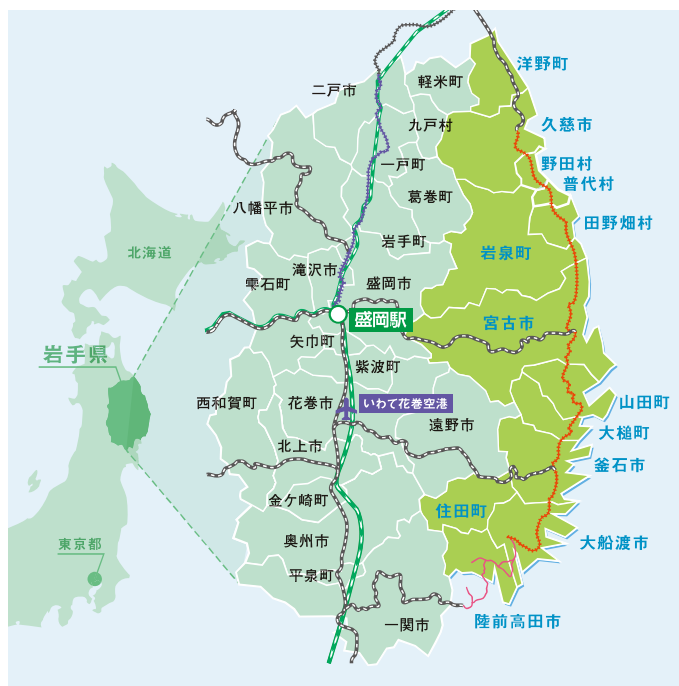 洋野町
軽米町
二戸市
久慈市
九戸村
一戸町
野田村
普代村
葛巻町
八幡平市
田野畑村
岩手町
岩泉町
北海道
滝沢市
雫石町
盛岡市
盛岡駅
宮古市
矢巾町
岩手県
紫波町
西和賀町
花巻市
いわて花巻空港
山田町
遠野市
大槌町
北上市
釜石市
金ケ崎町
住田町
奥州市
大船渡市
東京都
平泉町
陸前高田市
一関市